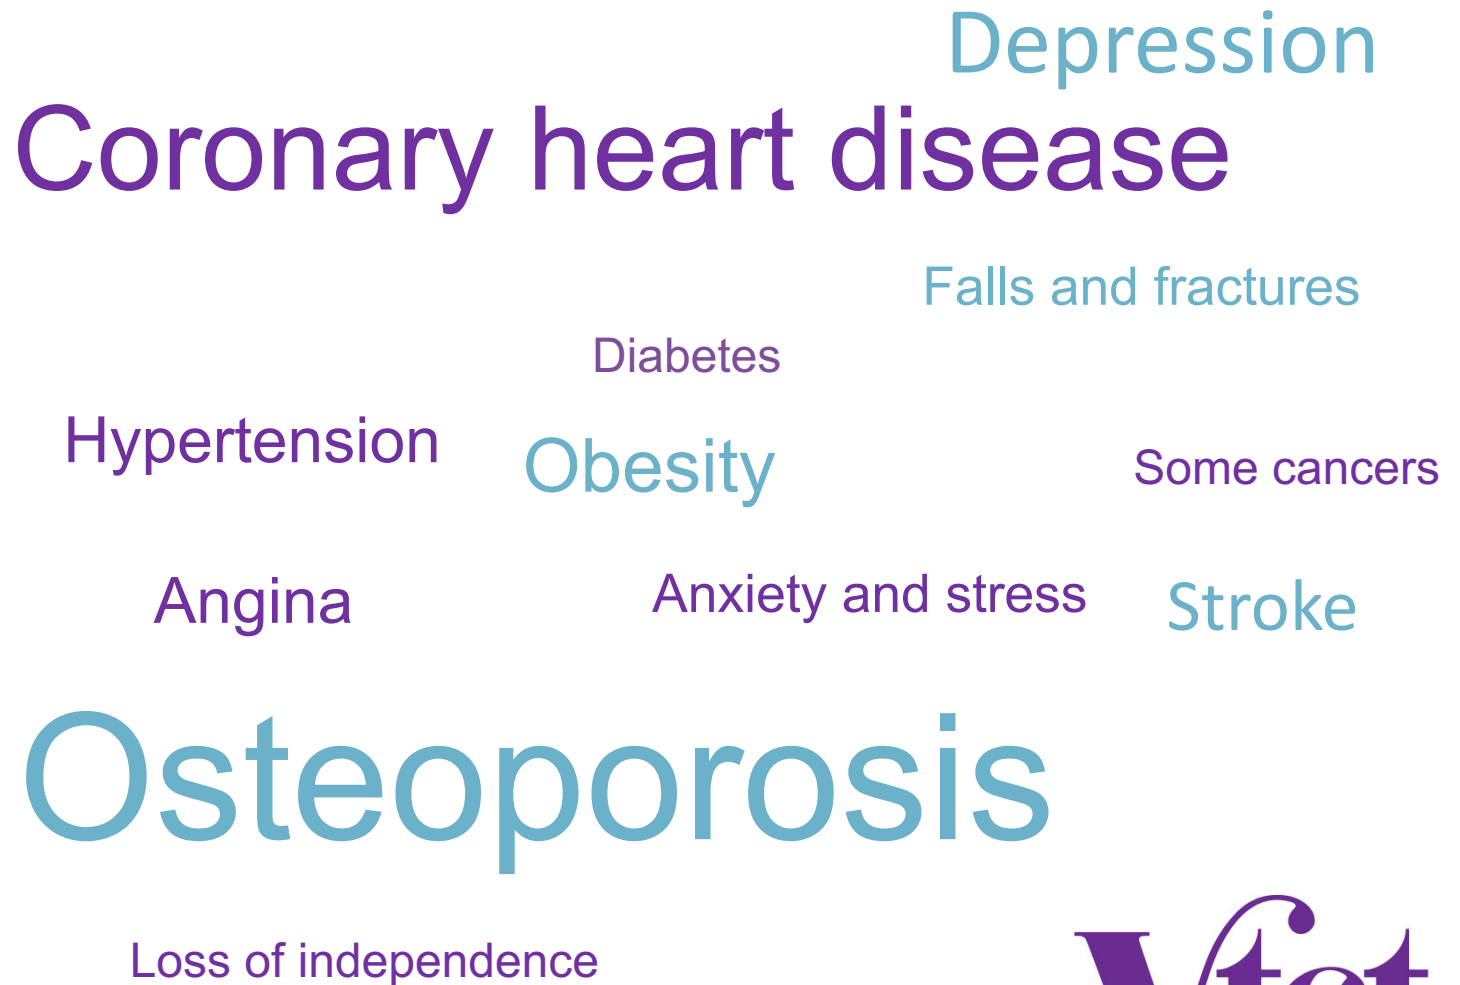 Depression
Coronary heart disease
Falls and fractures
Diabetes
Hypertension
Obesity
Some cancers
Angina
Anxiety and stress
Stroke
Osteoporosis
Loss of independence
Vtct